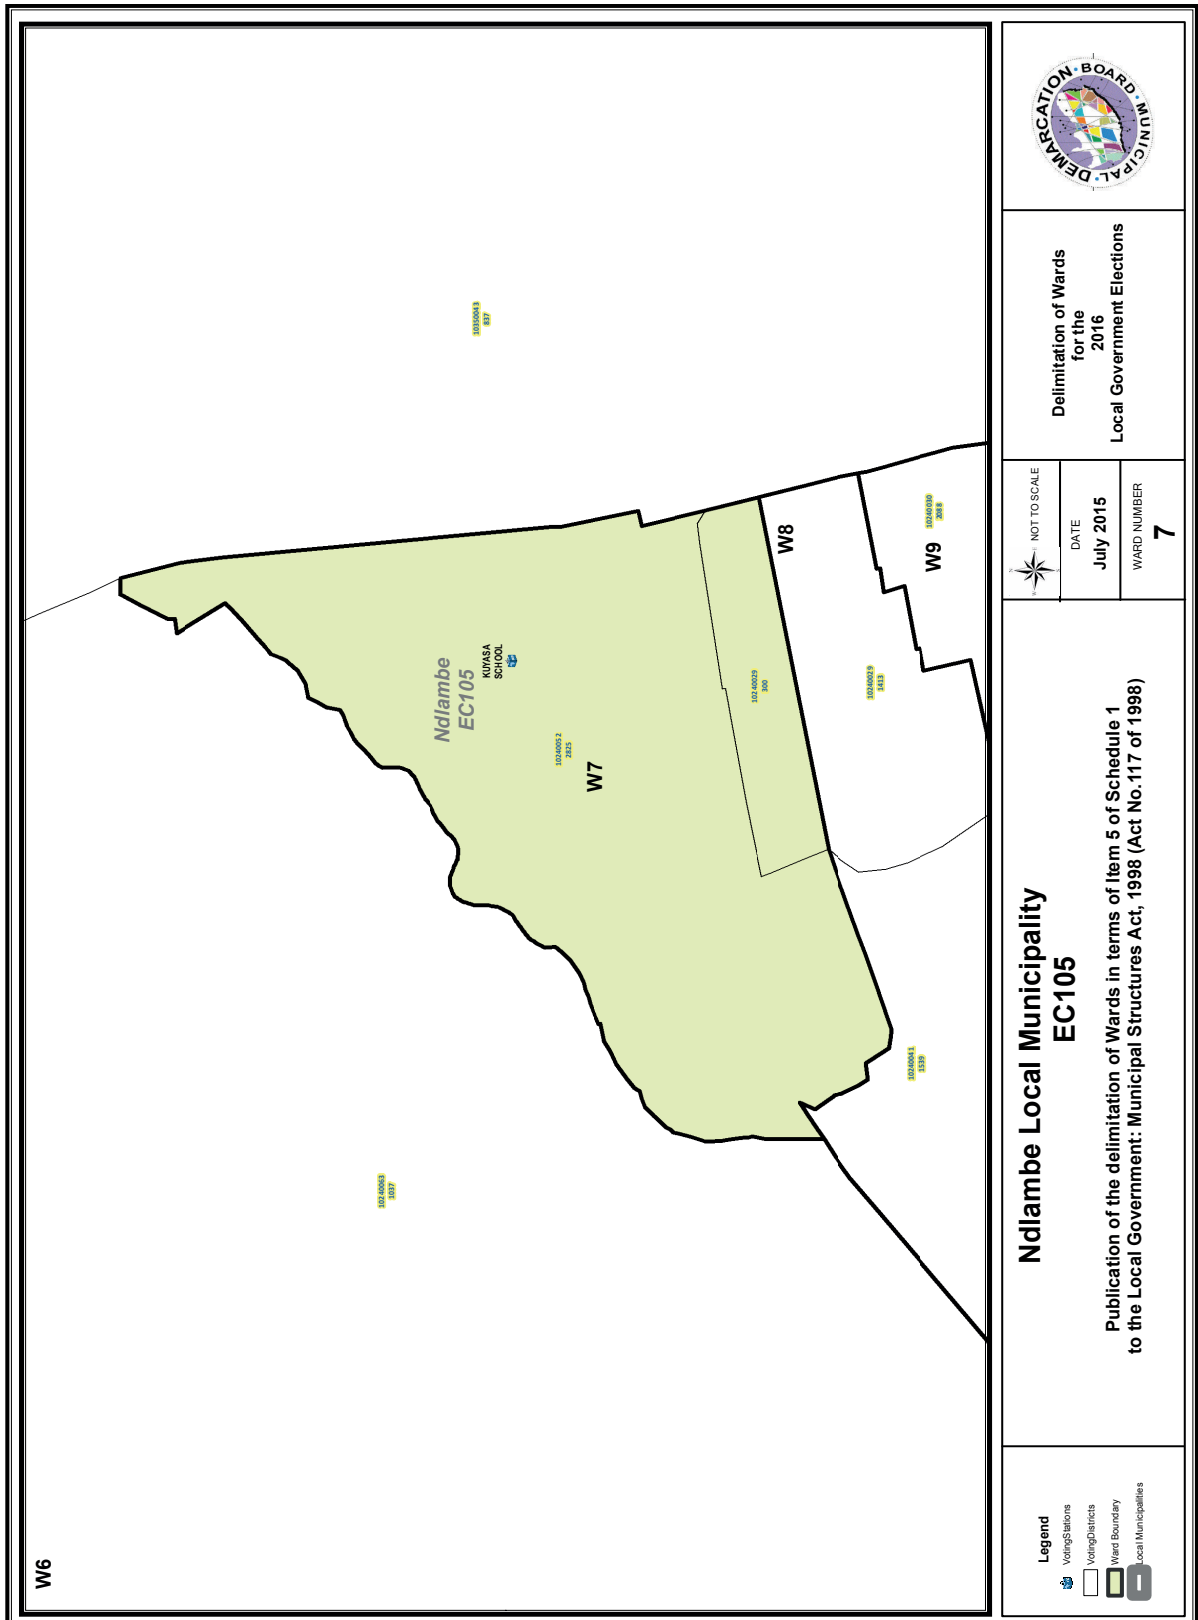 W6
10350043
837
Ndlambe
EC105
KUYASA
SCHOOL
10240052
2825
W7
10240029
300
W8
10240030
2088
W9
10240029
1413
10240041
1539
10240063
1037
Legend
VotingStations
VotingDistricts
Ward Boundary
Local Municipalities
Ndlambe Local Municipality
EC105
Publication of the delimitation of Wards in terms of Item 5 of Schedule 1
to the Local Government: Municipal Structures Act, 1998 (Act No.117 of 1998)
N
W
E
S
NOT TO SCALE
DATE
July 2015
WARD NUMBER
7
Delimitation of Wards
for the
2016
Local Government Elections
MUNICIPAL · DEMARCATION · BOARD